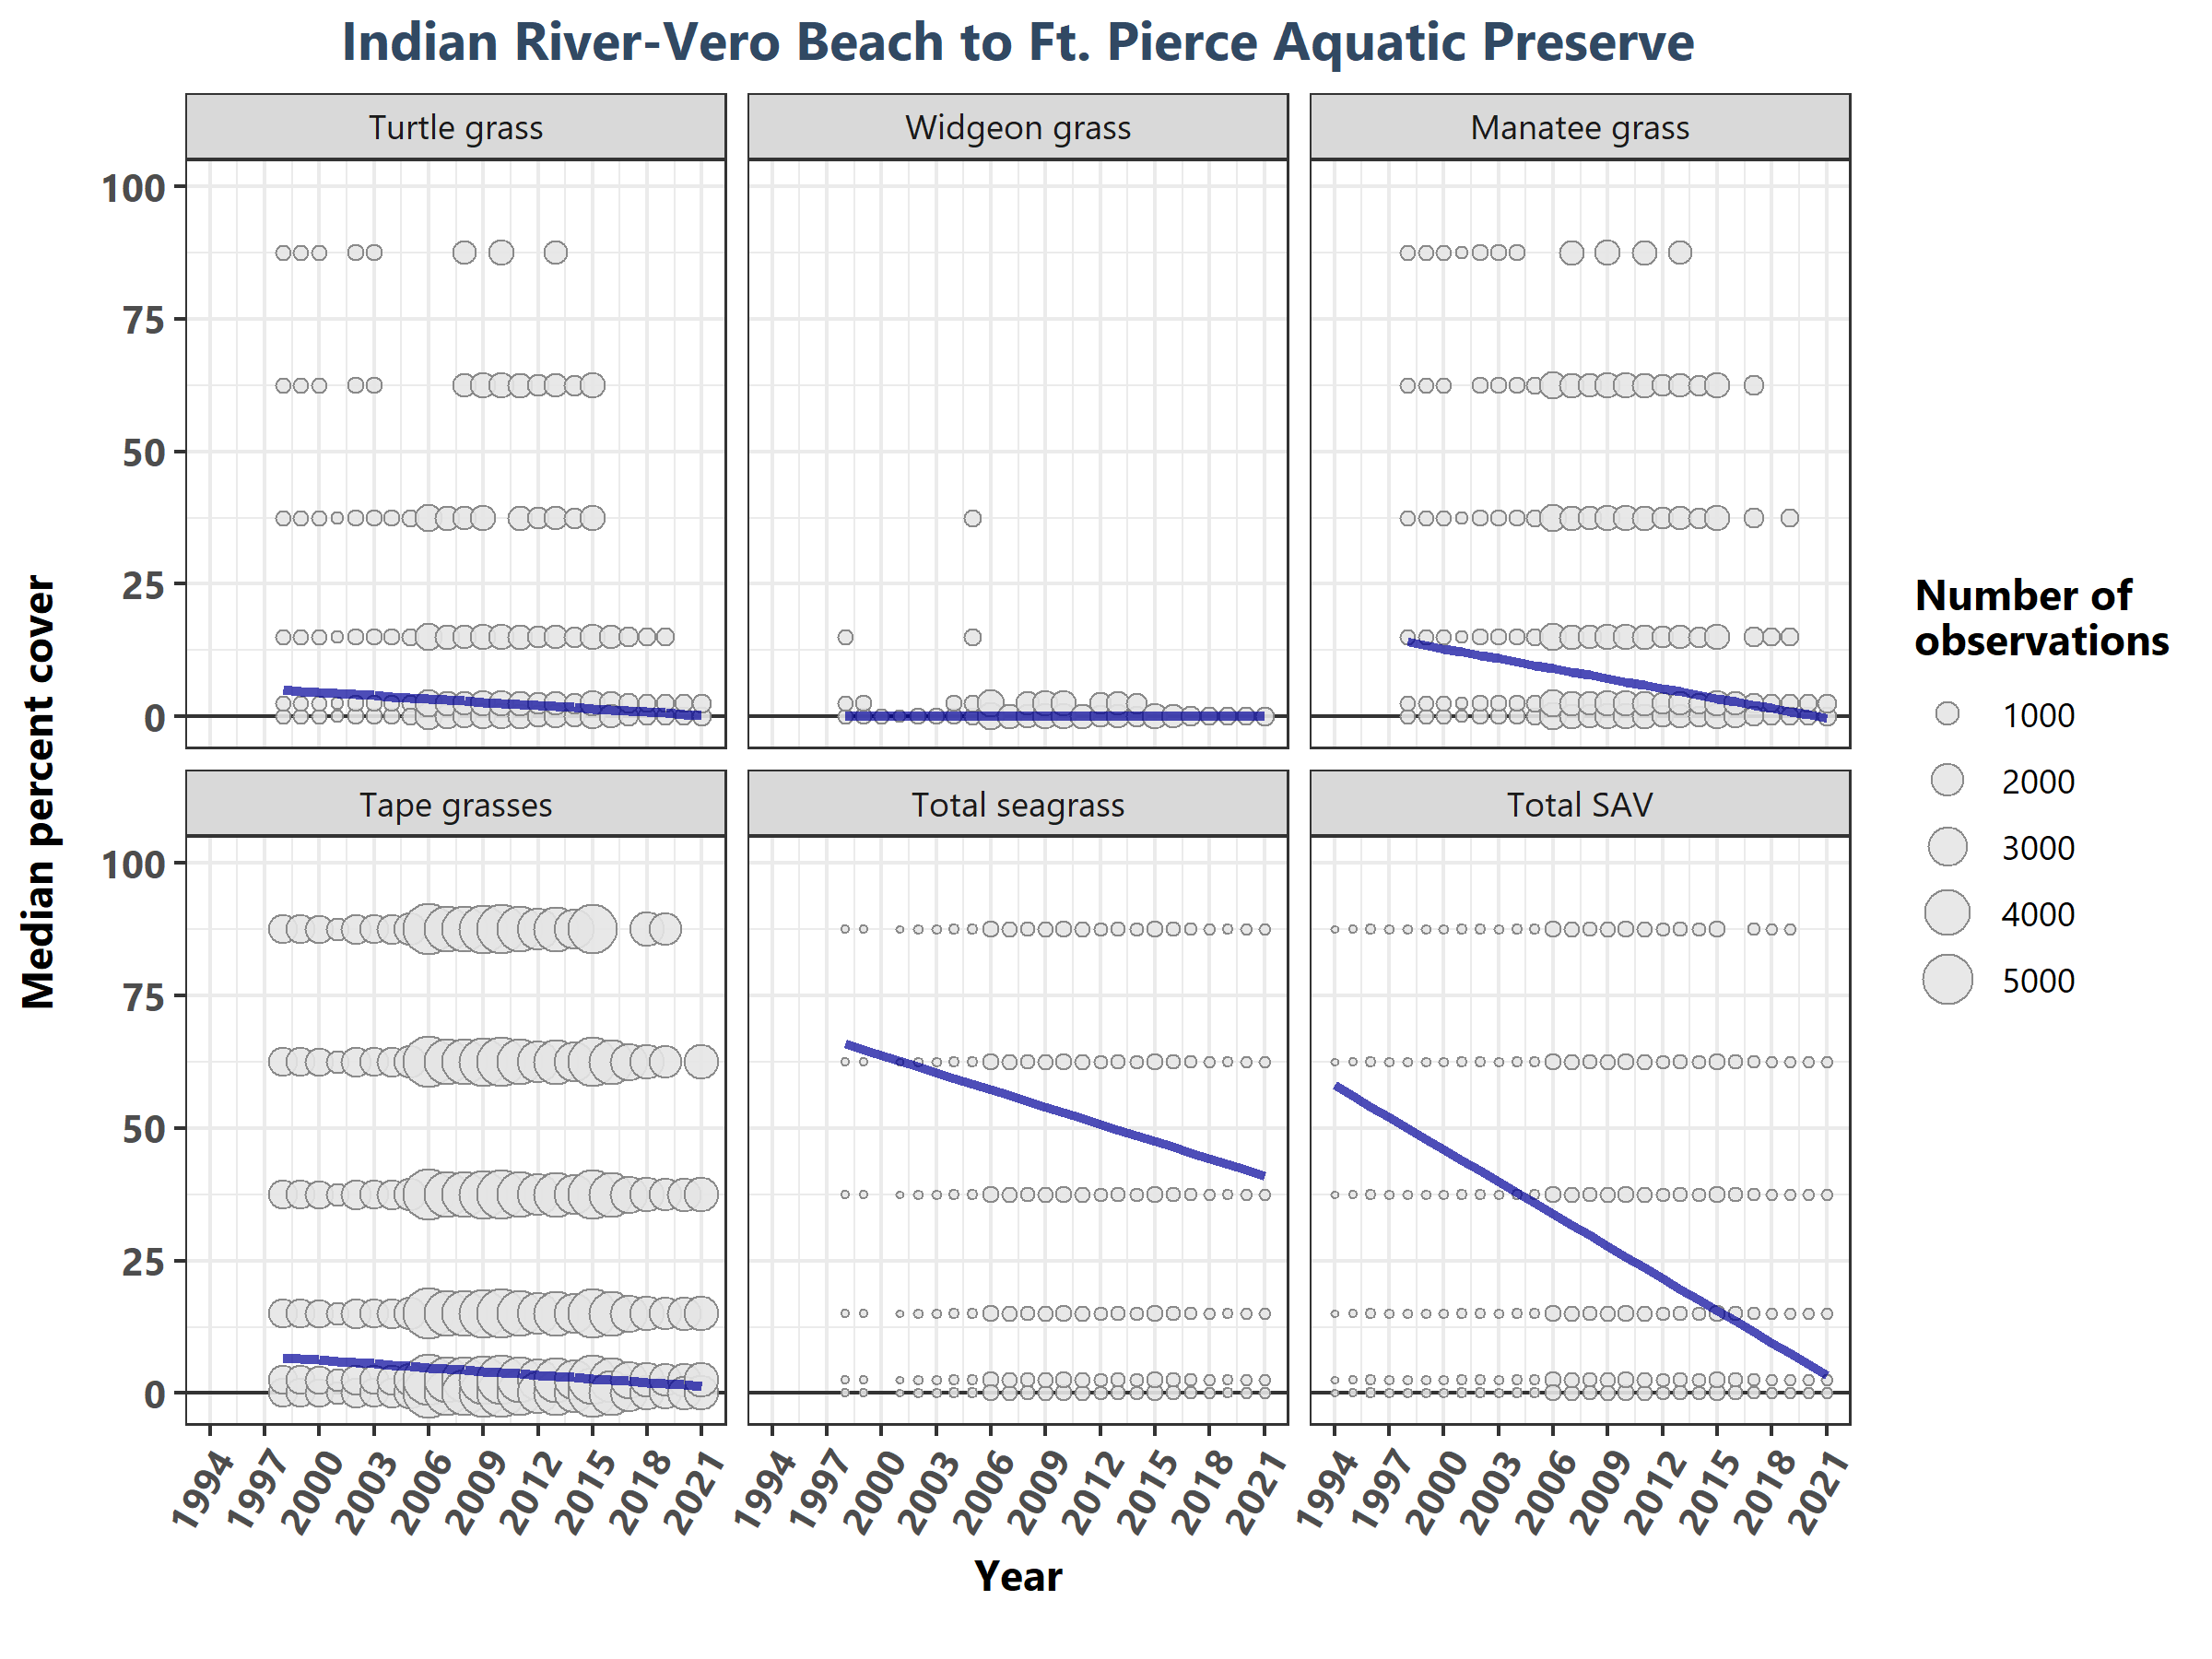 Indian River-Vero Beach to Ft. Pierce Aquatic Preserve
Turtle grass
Widgeon grass
Manatee grass
100
75
50
25
0
Tape grasses
Total seagrass
Total SAV
100
75
50
25
0
1994 1997 2000 2003 2006 2009 2012 2015 2018 2021
1994 1997 2000 2003 2006 2009 2012 2015 2018 2021
1994 1997 2000 2003 2006 2009 2012 2015 2018 2021
Median percent cover
Year
Number of
observations
1000
2000
3000
4000
5000